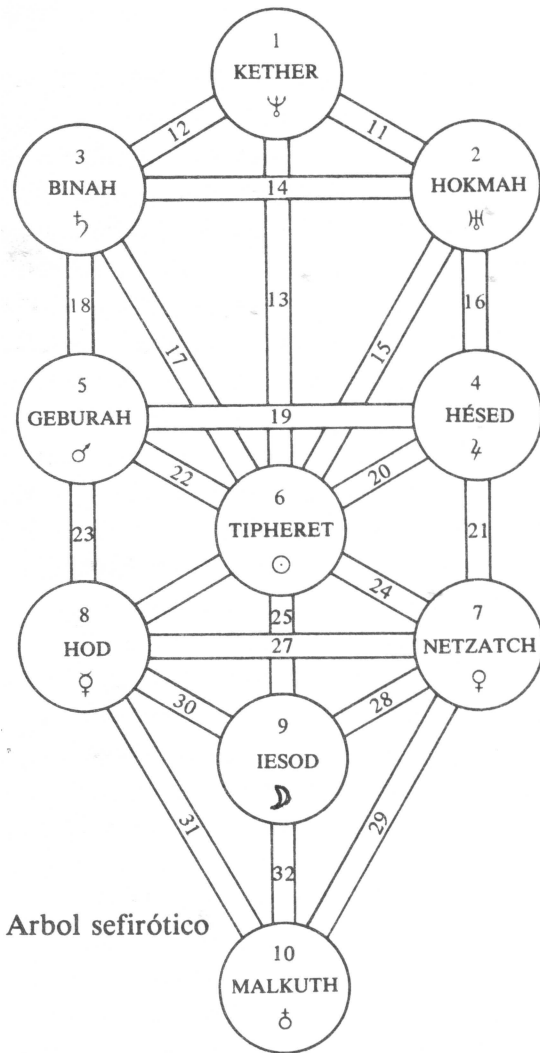 1
KETHER
12
11
3
BINAH
2
HOKMAH
14
18
17
13
15
16
5
GEBURAH
4
HÉSED
19
22
20
6
TIPHERET
23
21
24
25
8
HOD
7
NETZATCH
27
30
28
9
IESOD
31
29
32
Arbol sefirótico
10
MALKUTH